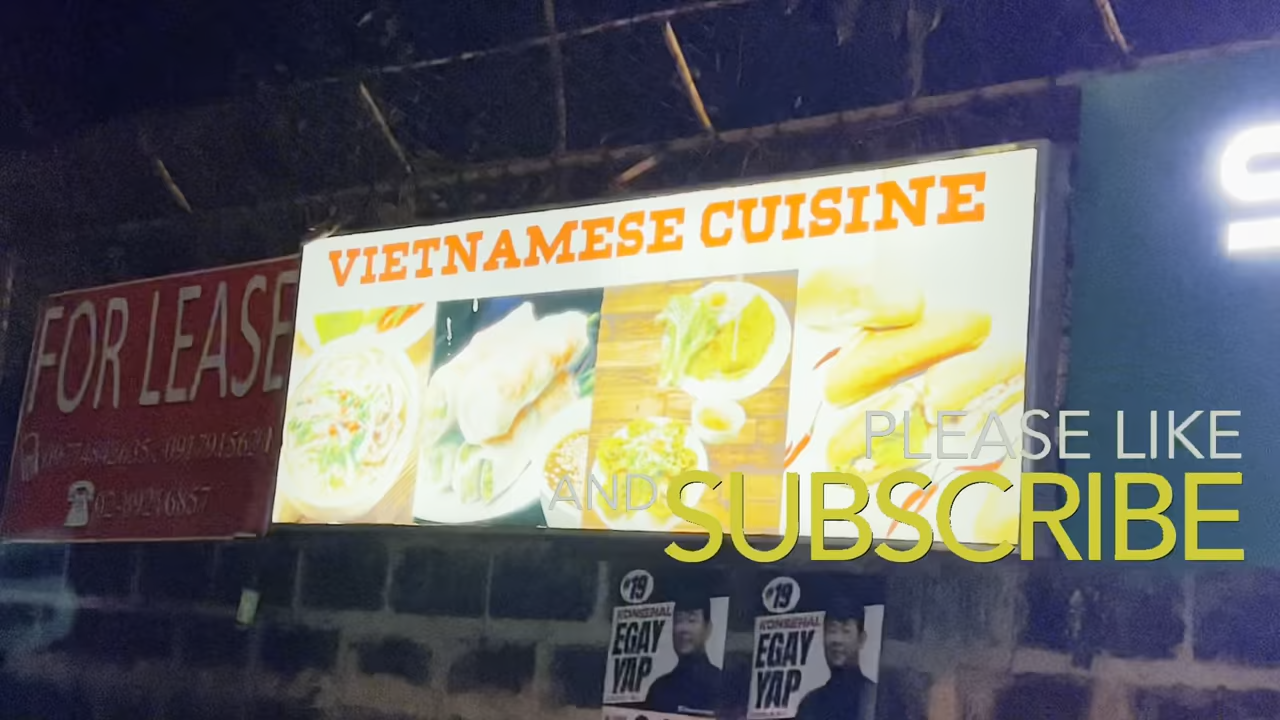 VIETNAMESE CUISINE
FOR LEASE
PLEASE LIKE
AND SUBSCRIBE
#19
KONSEHAL
EGAY
YAP
#19
KONSEHAL
EGAY
YAP